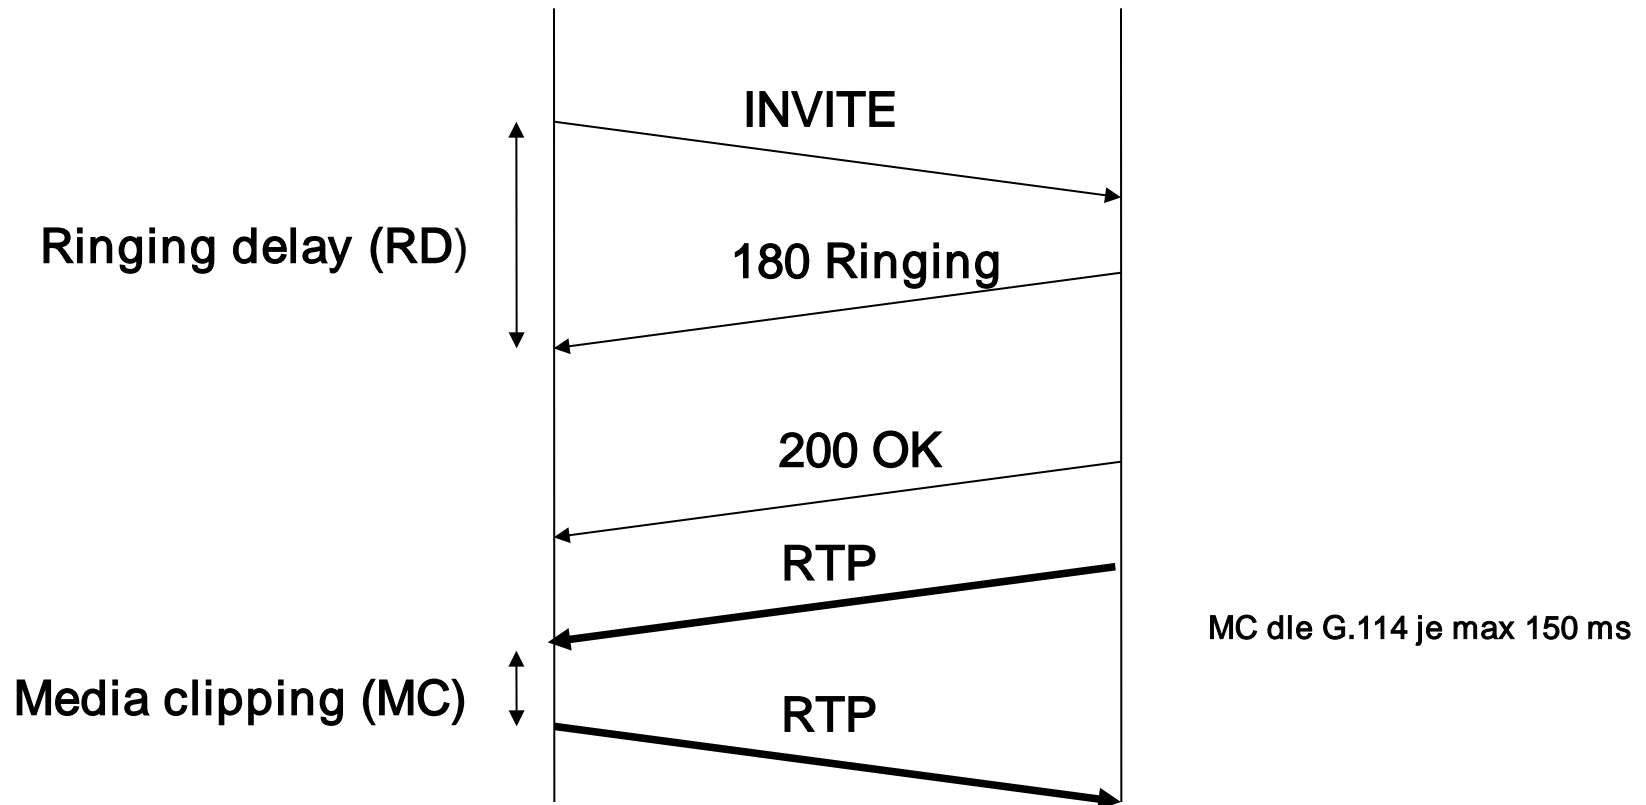 INVITE
Ringing delay (RD)
180 Ringing
200 OK
RTP
MC dle G.114 je max 150 ms
Media clipping (MC)
RTP